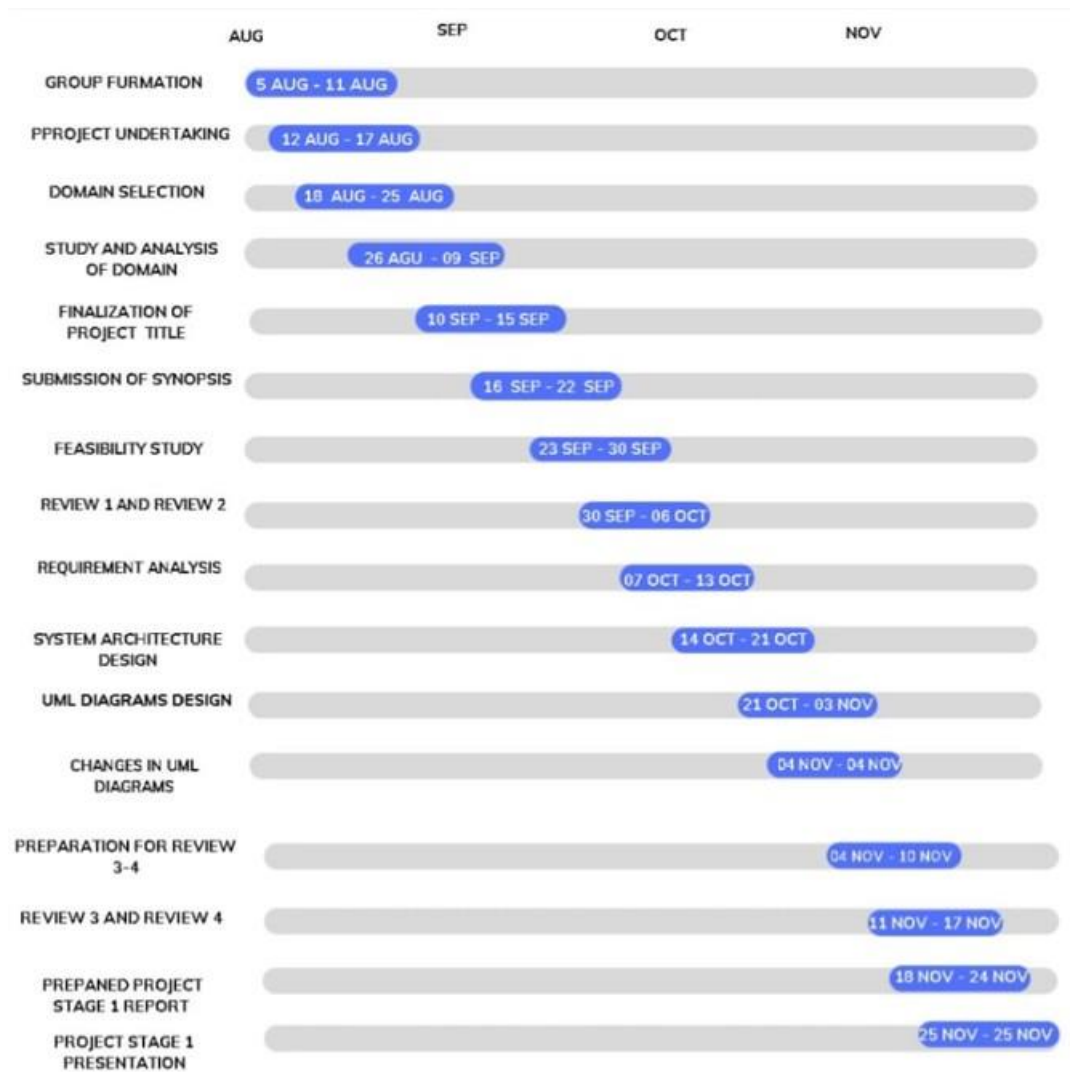 AUG SEP OCT NOV
GROUP FURMATION 5 AUG - 11 AUG
PPROJECT UNDERTAKING 12 AUG - 17 AUG
DOMAIN SELECTION 18 AUG - 25 AUG
STUDY AND ANALYSIS
OF DOMAIN
26 AGU - 09 SEP
FINALIZATION OF
PROJECT TITLE
10 SEP - 15 SEP
SUBMISSION OF SYNOPSIS 16 SEP - 22 SEP
FEASIBILITY STUDY 23 SEP - 30 SEP
REVIEW 1 AND REVIEW 2 30 SEP - 06 OCT
REQUIREMENT ANALYSIS 07 OCT - 13 OCT
SYSTEM ARCHITECTURE
DESIGN
14 OCT - 21 OCT
UML DIAGRAMS DESIGN 21 OCT - 03 NOV
CHANGES IN UML
DIAGRAMS
04 NOV - 04 NOV
PREPARATION FOR REVIEW
3-4
04 NOV - 10 NOV
REVIEW 3 AND REVIEW 4 11 NOV - 17 NOV
PREPANED PROJECT
STAGE 1 REPORT
18 NOV - 24 NOV
PROJECT STAGE 1
PRESENTATION
25 NOV - 25 NOV